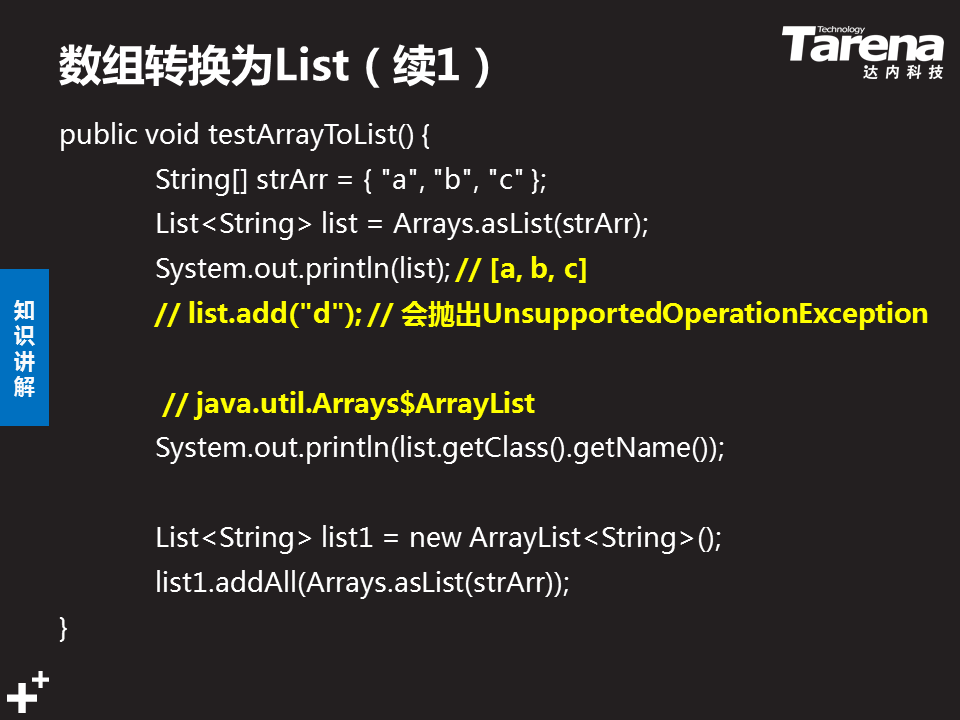 数组转换为List（续1）
Technology
Tarena
达内科技
public void testArrayToList() {
String[] strArr = { "a", "b", "c" };
List<String> list = Arrays.asList(strArr);
System.out.println(list); // [a, b, c]
// list.add("d"); // 会抛出UnsupportedOperationException
// java.util.Arrays$ArrayList
System.out.println(list.getClass().getName());
List<String> list1 = new ArrayList<String>();
list1.addAll(Arrays.asList(strArr));
}
知
识
讲
解